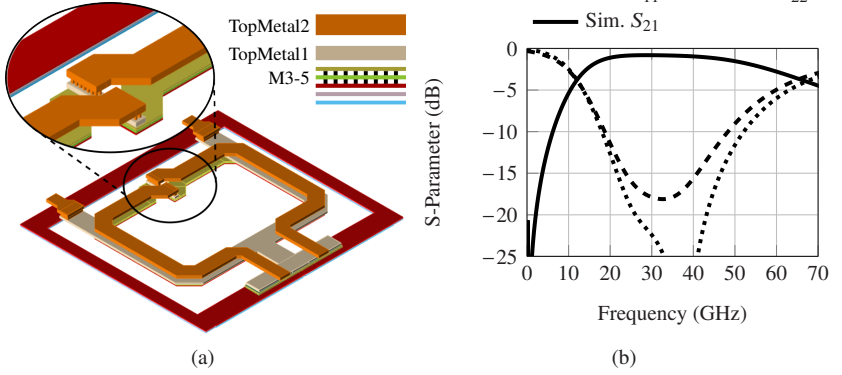 TopMetal2
TopMetal1
M3-5
(a)
Sim. S21
S-Parameter (dB)
0
−5
−10
−15
−20
−25
0 10 20 30 40 50 60 70
Frequency (GHz)
(b)